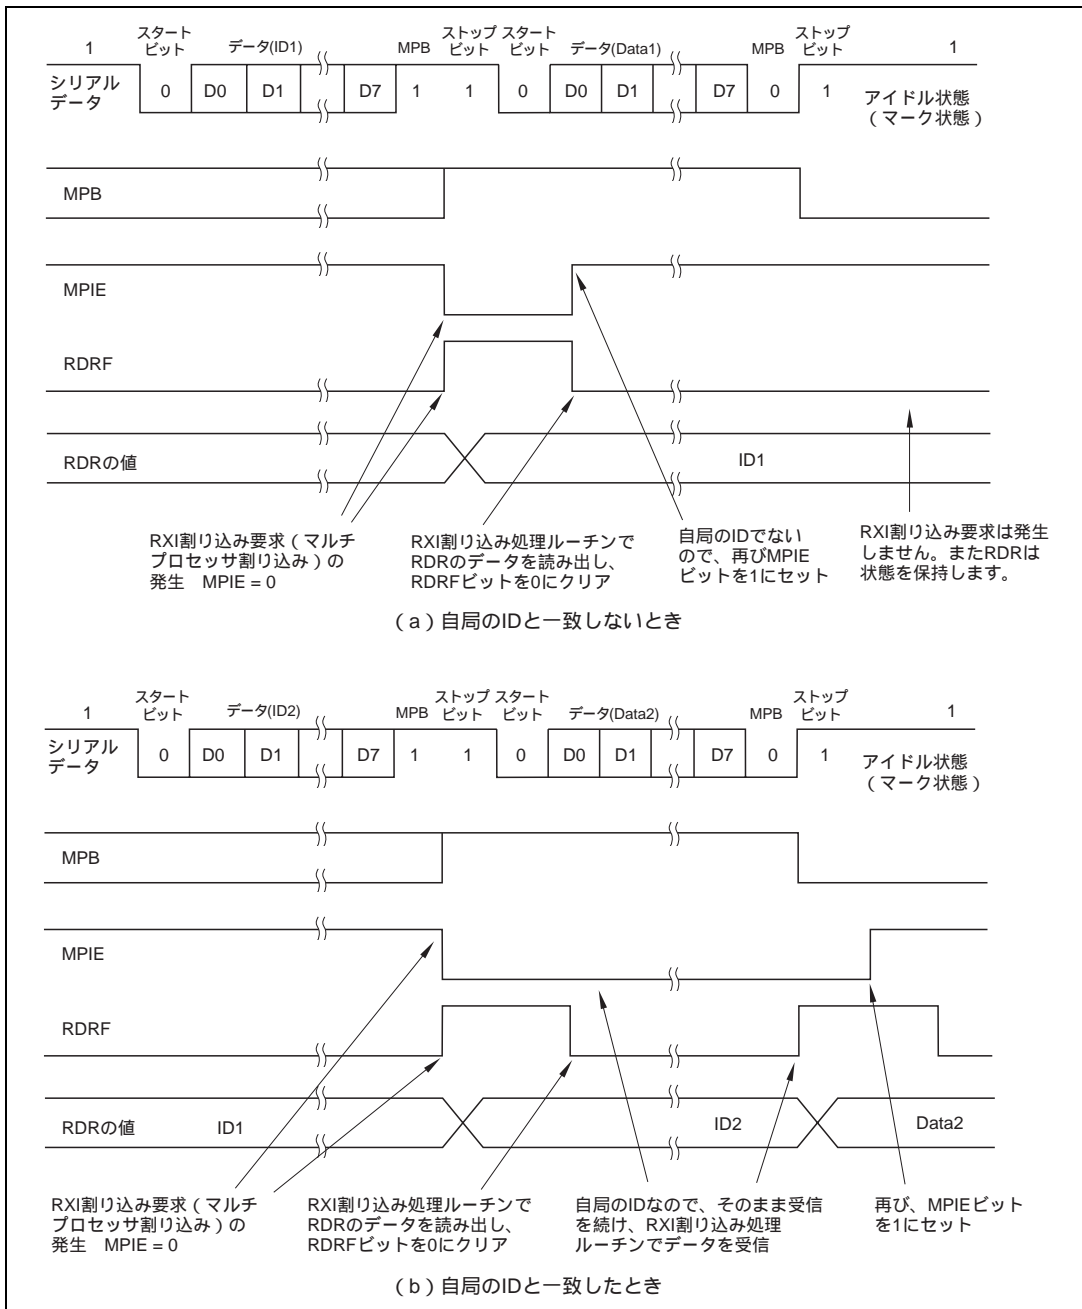 スタート ストップ スタート ストップ
1 ビット データ(ID1) MPB ビット ビット データ(Data1) MPB ビット 1
シリアル
データ
0 D0 D1 D7 1 1 0 D0 D1 D7 0 1
アイドル状態
(マーク状態)
MPB
MPIE
RDRF
RDRの値 ID1
RXI割り込み要求(マルチ
プロセッサ割り込み)の
発生 MPIE = 0
RXI割り込み処理ルーチンで
RDRのデータを読み出し、
RDRFビットを0にクリア
自局のIDでない
ので、再びMPIE
ビットを1にセット
RXI割り込み要求は発生
しません。またRDRは
状態を保持します。
(a)自局のIDと一致しないとき
スタート ストップ スタート ストップ
1 ビット データ(ID2) MPB ビット ビット データ(Data2) MPB ビット 1
シリアル
データ
0 D0 D1 D7 1 1 0 D0 D1 D7 0 1
アイドル状態
(マーク状態)
MPB
MPIE
RDRF
RDRの値 ID1 ID2 Data2
RXI割り込み要求(マルチ
プロセッサ割り込み)の
発生 MPIE = 0
RXI割り込み処理ルーチンで
RDRのデータを読み出し、
RDRFビットを0にクリア
自局のIDなので、そのまま受信
を続け、RXI割り込み処理
ルーチンでデータを受信
再び、MPIEビット
を1にセット
(b)自局のIDと一致したとき